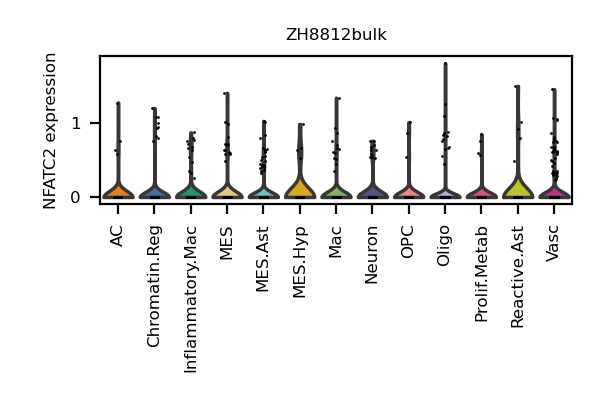 ZH8812bulk
NFATC2 expression
1
0
AC
Chromatin.Reg
Inflammatory.Mac
MES
MES.Ast
MES.Hyp
Mac
Neuron
OPC
Oligo
Prolif.Metab
Reactive.Ast
Vasc